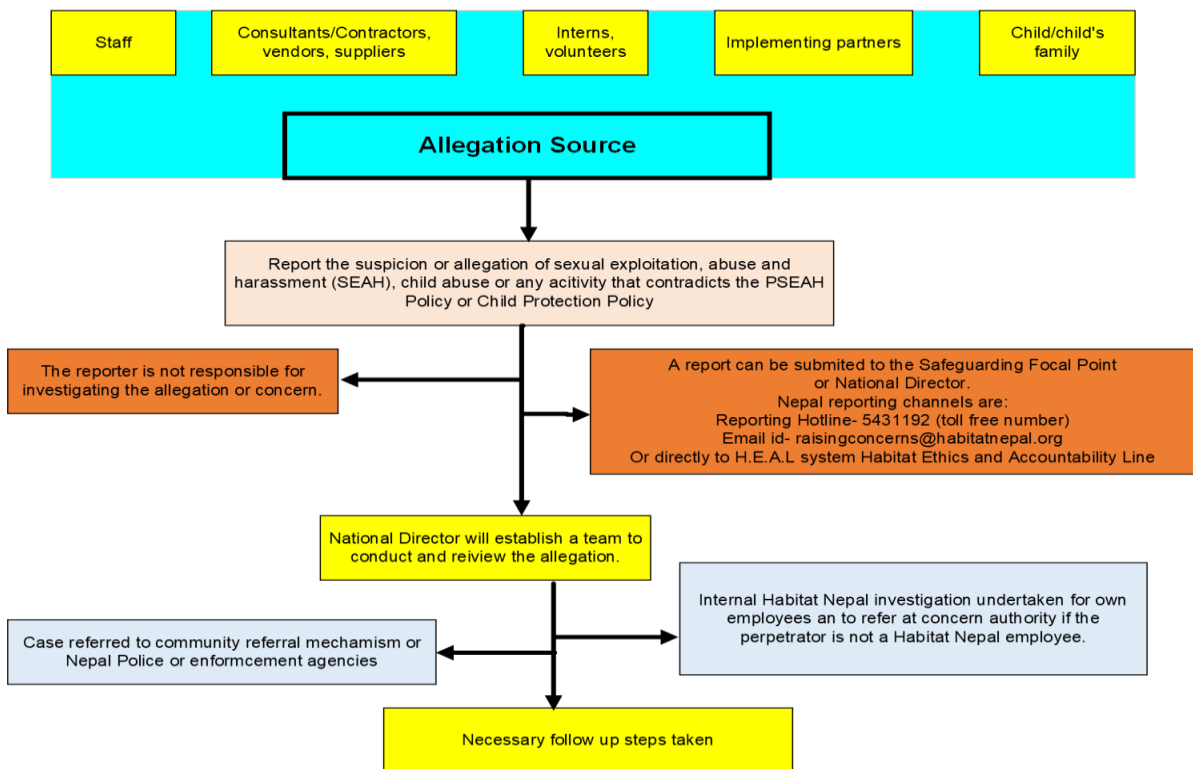 Staff
Consultants/Contractors,
vendors, suppliers
Interns,
volunteers
Implementing partners
Child/child's
family
Allegation Source
Report the suspicion or allegation of sexual exploitation, abuse and
harassment (SEAH), child abuse or any acitivity that contradicts the PSEAH
Policy or Child Protection Policy
The reporter is not responsible for
investigating the allegation or concern.
A report can be submited to the Safeguarding Focal Point
or National Director.
Nepal reporting channels are:
Reporting Hotline- 5431192 (toll free number)
Email id- raisingconcerns@habitatnepal.org
Or directly to H.E.A.L system Habitat Ethics and Accountability Line
National Director will establish a team to
conduct and reiview the allegation.
Internal Habitat Nepal investigation undertaken for own
employees an to refer at concern authority if the
perpetrator is not a Habitat Nepal employee.
Case referred to community referral mechamism or
Nepal Police or enformcement agencies
Necessary follow up steps taken